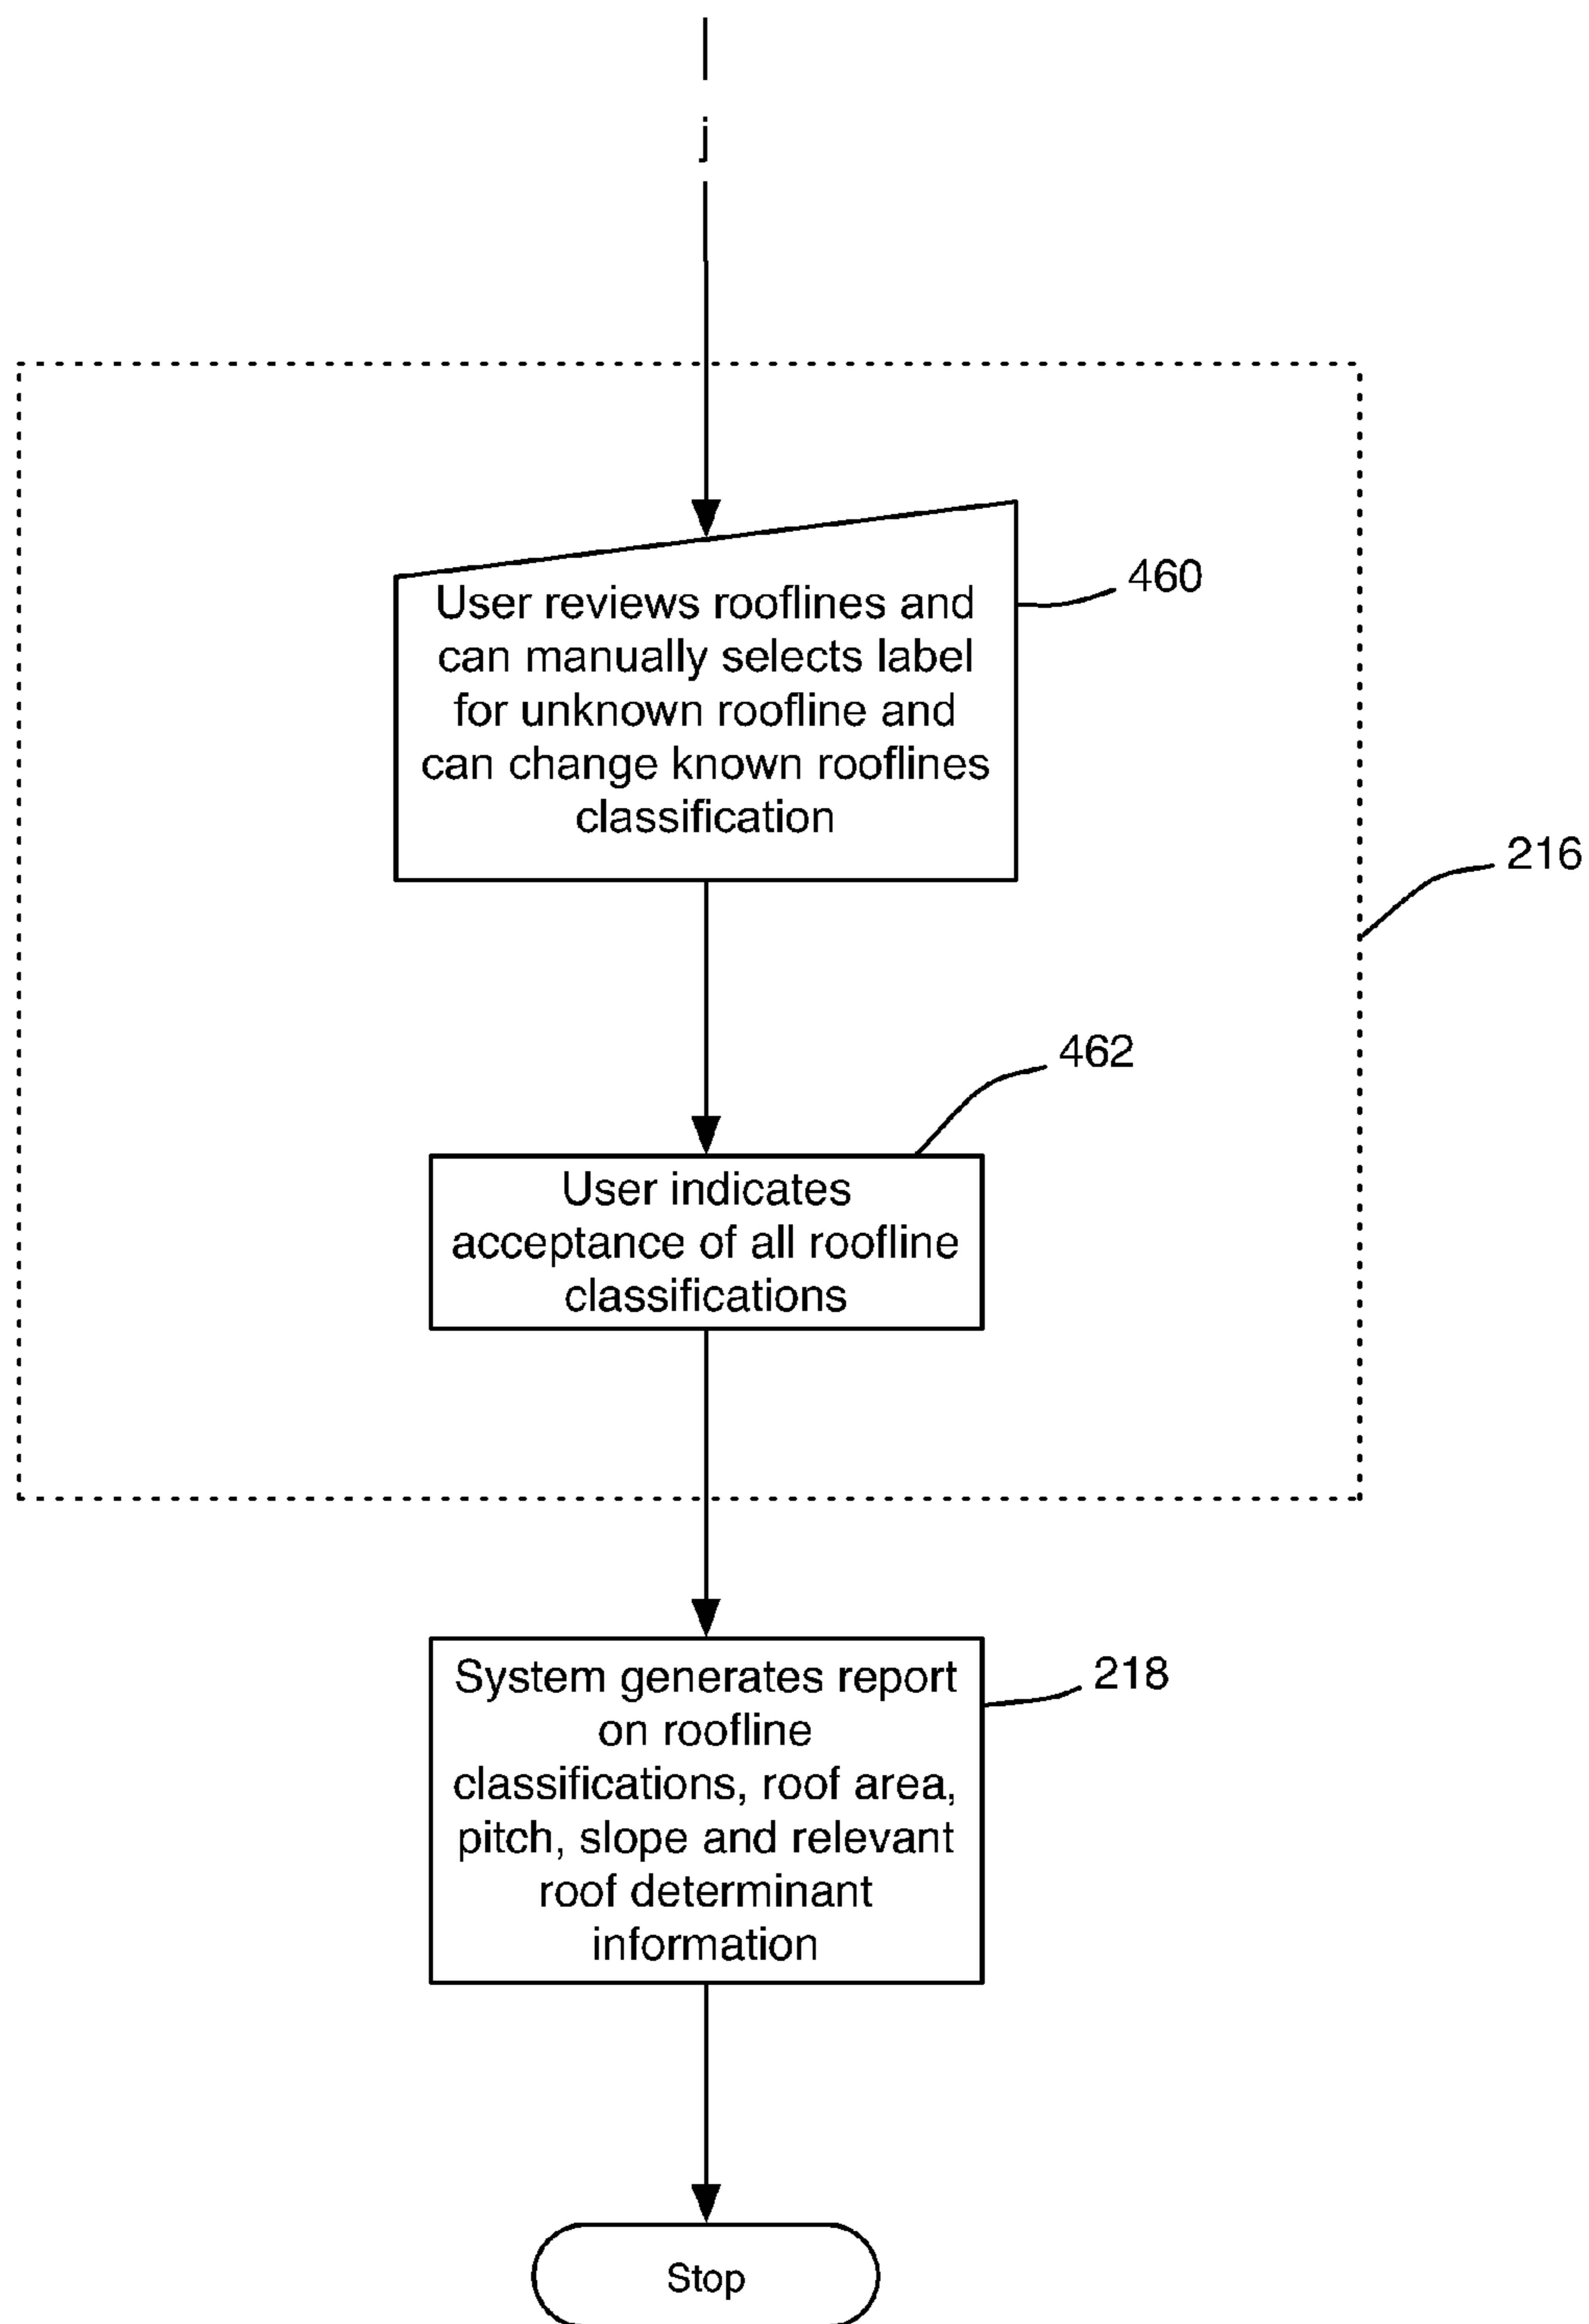 j
User reviews rooflines and
can manually selects label
for unknown roofline and
can change known rooflines
classification
460
216
462
User indicates
acceptance of all roofline
classifications
System generates report
on roofline
classifications, roof area,
pitch, slope and relevant
roof determinant
information
218
Stop